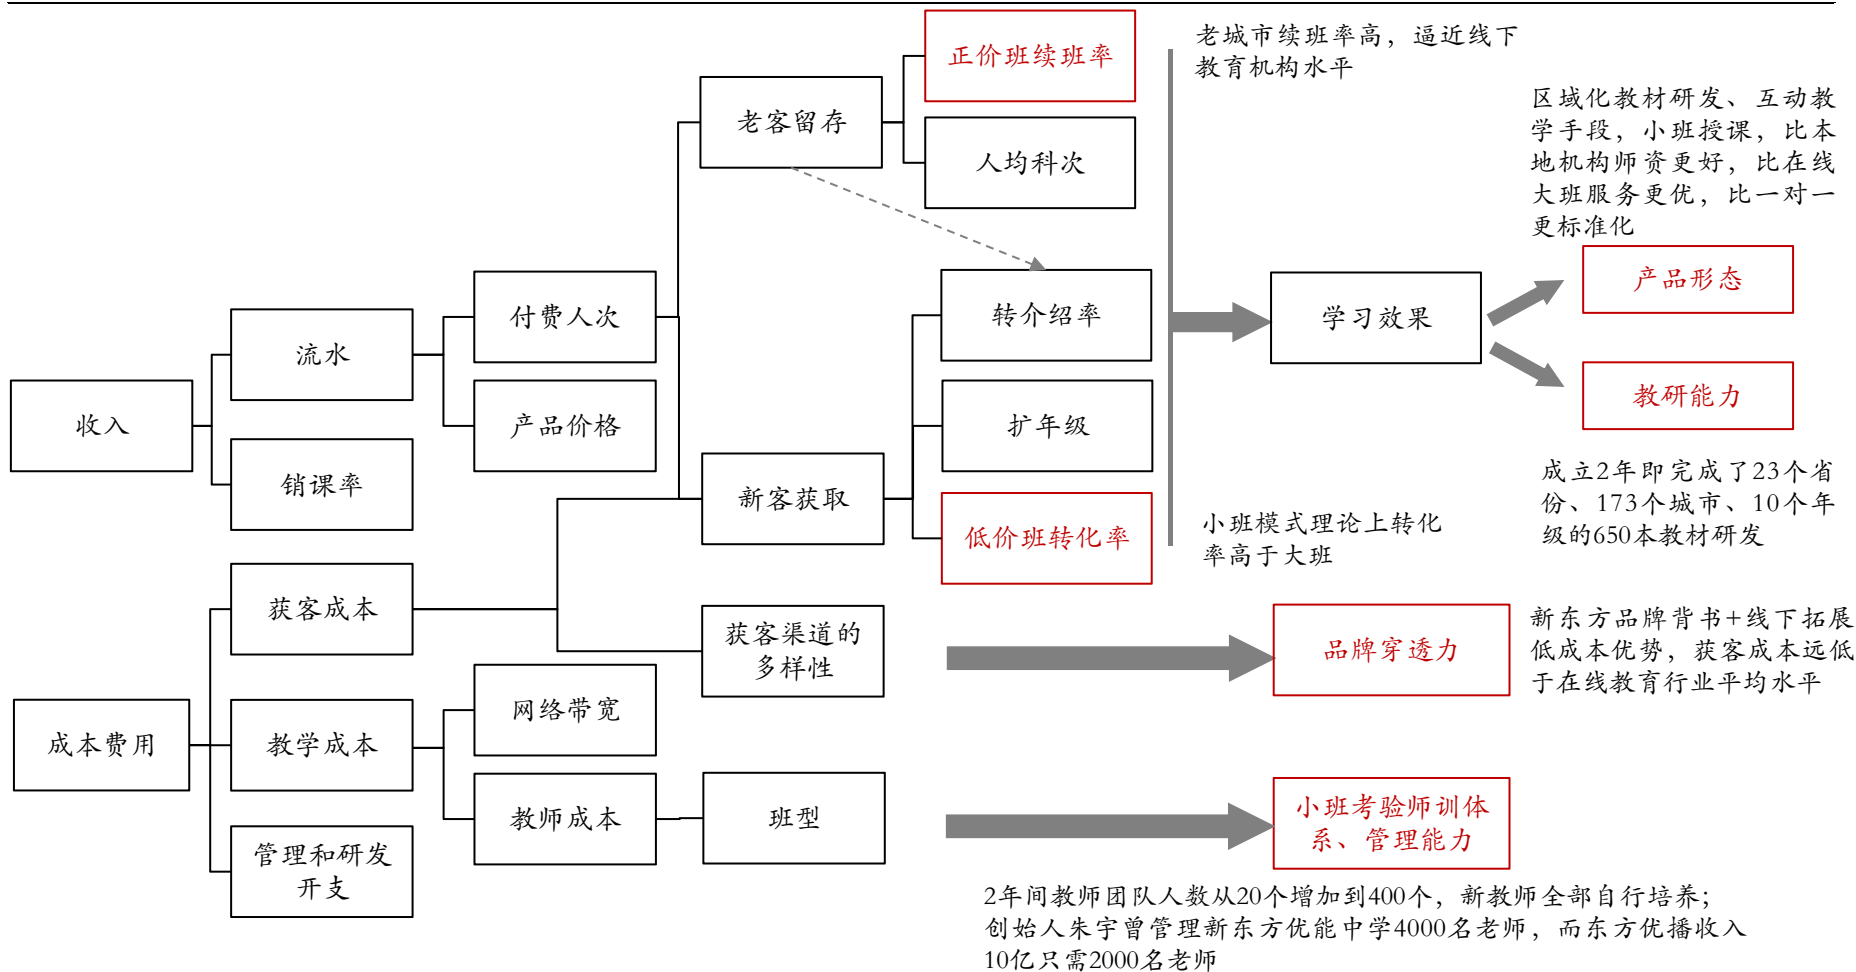 正价班续班率
老城市续班率高，逼近线下
教育机构水平
老客留存
人均科次
区域化教材研发、互动教
学手段，小班授课，比本
地机构师资更好，比在线
大班服务更优，比一对一
更标准化
付费人次
转介绍率
学习效果
产品形态
流水
收入
产品价格
扩年级
教研能力
销课率
新客获取
低价班转化率
小班模式理论上转化
率高于大班
成立2年即完成了23个省
份、173个城市、10个年
级的650本教材研发
获客成本
获客渠道的
多样性
品牌穿透力
新东方品牌背书+线下拓展
低成本优势，获客成本远低
于在线教育行业平均水平
成本费用
教学成本
网络带宽
教师成本
班型
小班考验师训体
系、管理能力
管理和研发
开支
2年间教师团队人数从20个增加到400个，新教师全部自行培养；
创始人朱宇曾管理新东方优能中学4000名老师，而东方优播收入
10亿只需2000名老师